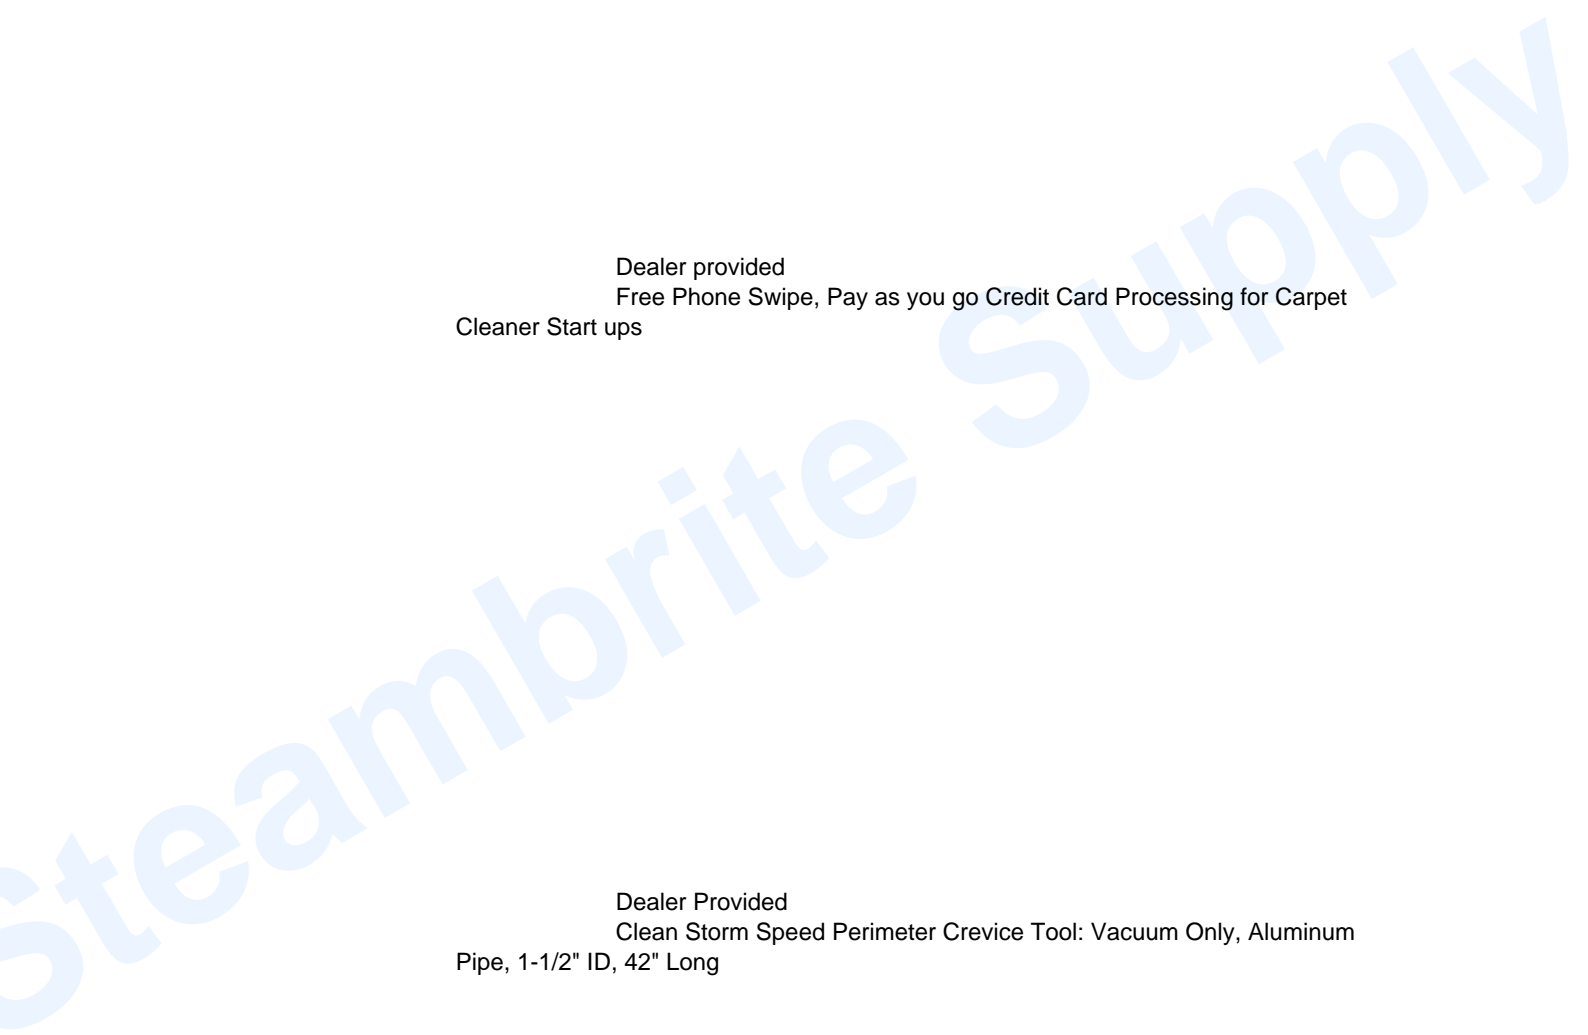 Dealer provided
Free Phone Swipe, Pay as you go Credit Card Processing for Carpet
Cleaner Start ups
Steambrite Supply
Dealer Provided
Clean Storm Speed Perimeter Crevice Tool: Vacuum Only, Aluminum
Pipe, 1-1/2" ID, 42" Long